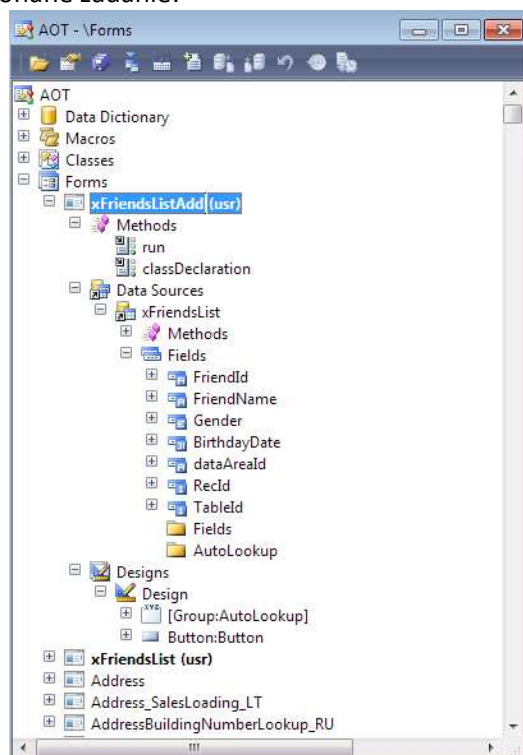 AOT - \Forms
AOT
Data Dictionary
Macros
Classes
Forms
xFriendsListAdd (usr)
Methods
run
classDeclaration
Data Sources
xFriendsList
Methods
Fields
FriendId
FriendName
Gender
BirthdayDate
dataAreaId
RecId
TableId
Fields
AutoLookup
Designs
Design
[Group:AutoLookup]
Button:Button
xFriendsList (usr)
Address
Address_SalesLoading_LT
AddressBuildingNumberLookup_RU